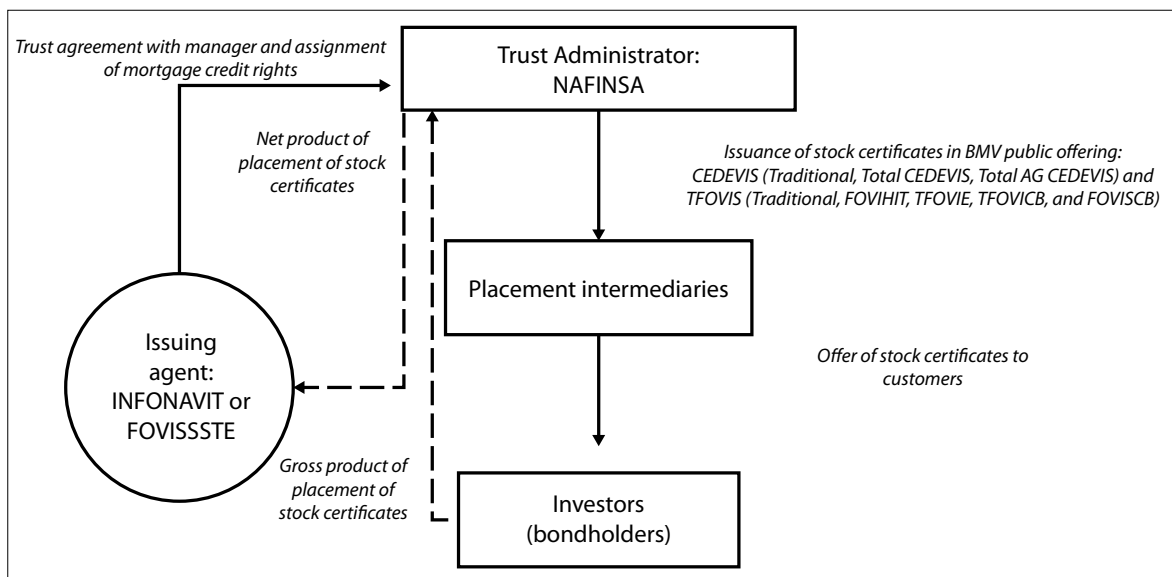 Trust agreement with manager and assignment
of mortgage credit rights
Trust Administrator:
NAFINSA
Net product of
placement of stock
certificates
Issuance of stock certificates in BMV public offering:
CEDEVIS (Traditional, Total CEDEVIS, Total AG CEDEVIS) and
TFOVIS (Traditional, FOVIHIT, TFOVIE, TFOVICB, and FOVISCB)
Placement intermediaries
Issuing
agent:
INFONAVIT or
FOVISSSTE
Offer of stock certificates to
customers
Gross product of
placement of
stock certificates
Investors
(bondholders)